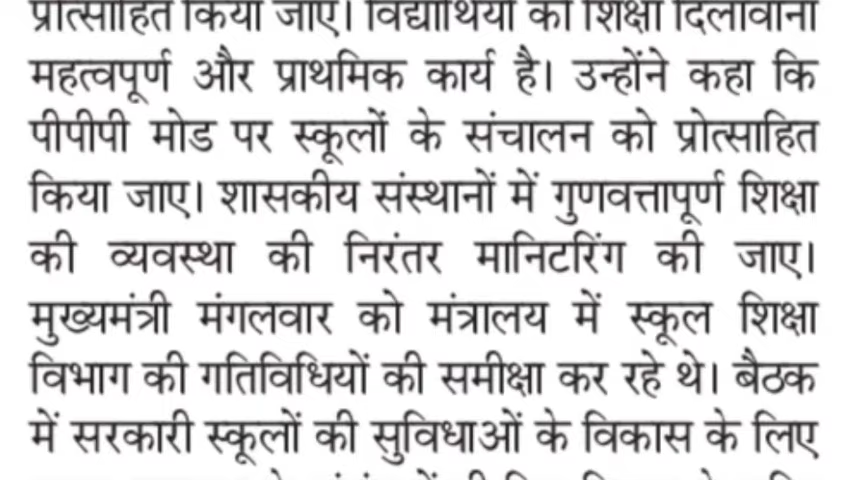 प्रोत्साहित किया जाए। विद्यार्थियों को शिक्षा दिलावाना
महत्वपूर्ण और प्राथमिक कार्य है। उन्होंने कहा कि
पीपीपी मोड पर स्कूलों के संचालन को प्रोत्साहित
किया जाए। शासकीय संस्थानों में गुणवत्तापूर्ण शिक्षा
की व्यवस्था की निरंतर मानिटरिंग की जाए।
मुख्यमंत्री मंगलवार को मंत्रालय में स्कूल शिक्षा
विभाग की गतिविधियों की समीक्षा कर रहे थे। बैठक
में सरकारी स्कूलों की सुविधाओं के विकास के लिए